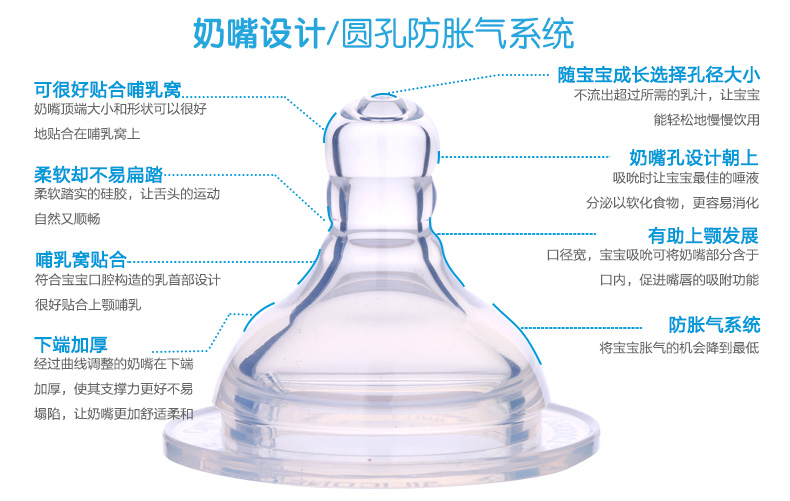 奶嘴设计/圆孔防胀气系统
可很好贴合哺乳窝
奶嘴顶端大小和形状可以很好
地贴合在哺乳窝上
柔软却不易扁踏
柔软踏实的硅胶，让舌头的运动
自然又顺畅
哺乳窝贴合
符合宝宝口腔构造的乳首部设计
很好贴合上颚哺乳
下端加厚
经过曲线调整的奶嘴在下端
加厚，使其支撑力更好不易
塌陷，让奶嘴更加舒适柔和
随宝宝成长选择孔径大小
不流出超过所需的乳汁，让宝宝
能轻松地慢慢饮用
奶嘴孔设计朝上
吸吮时让宝宝最佳的唾液
分泌以软化食物，更容易消化
有助上颚发展
口径宽，宝宝吸吮可将奶嘴部分含于
口内，促进嘴唇的吸附功能
防胀气系统
将宝宝胀气的机会降到最低